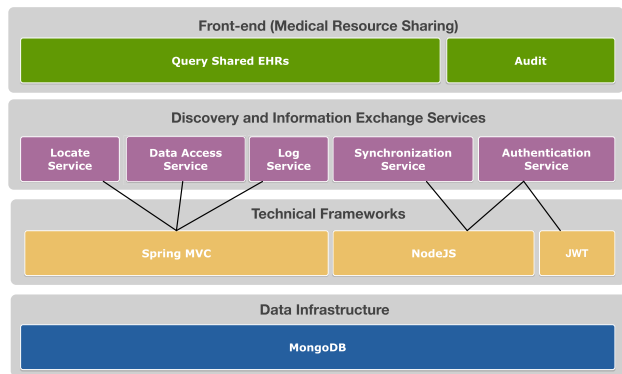 Front-end (Medical Resource Sharing)
Query Shared EHRs
Audit
Discovery and Information Exchange Services
Locate
Service
Data Access
Service
Log
Service
Synchronization
Service
Authentication
Service
Technical Frameworks
Spring MVC
NodeJS
JWT
Data Infrastructure
MongoDB